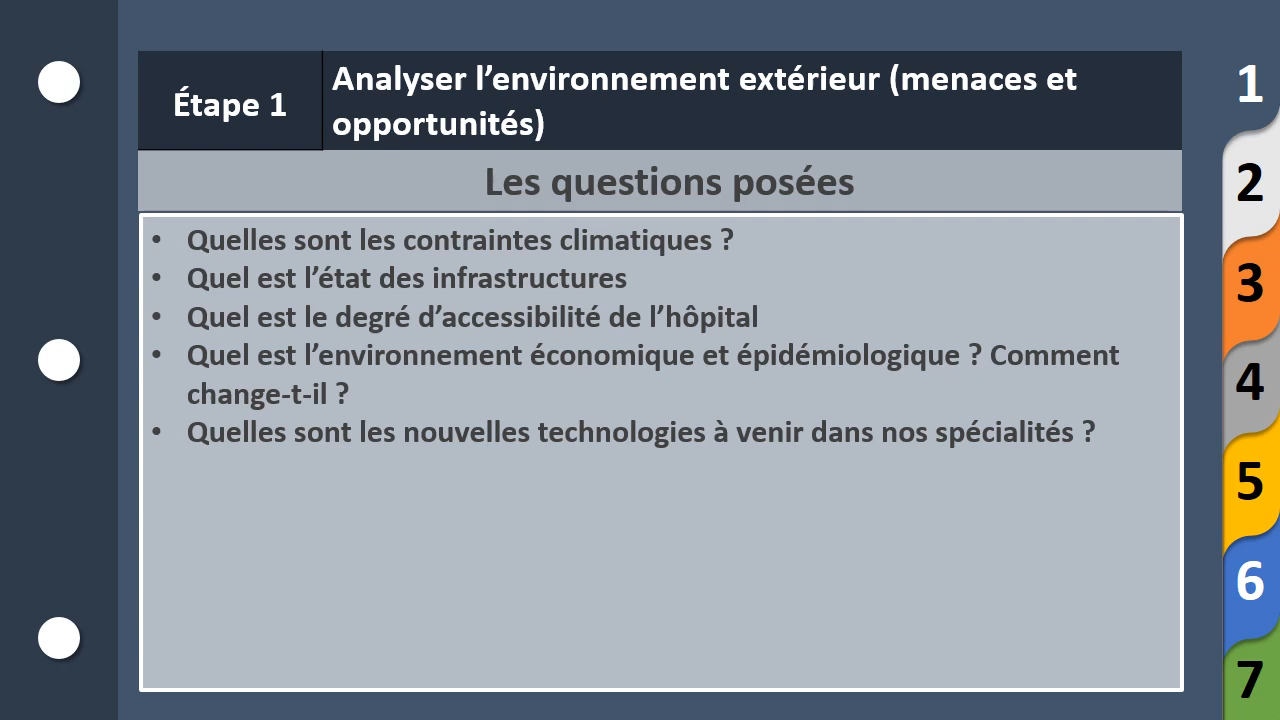 Étape 1
Analyser l’environnement extérieur (menaces et
opportunités)
Les questions posées
• Quelles sont les contraintes climatiques ?
• Quel est l’état des infrastructures
• Quel est le degré d’accessibilité de l’hôpital
• Quel est l’environnement économique et épidémiologique ? Comment
change-t-il ?
• Quelles sont les nouvelles technologies à venir dans nos spécialités ?
1
2
3
4
5
6
7